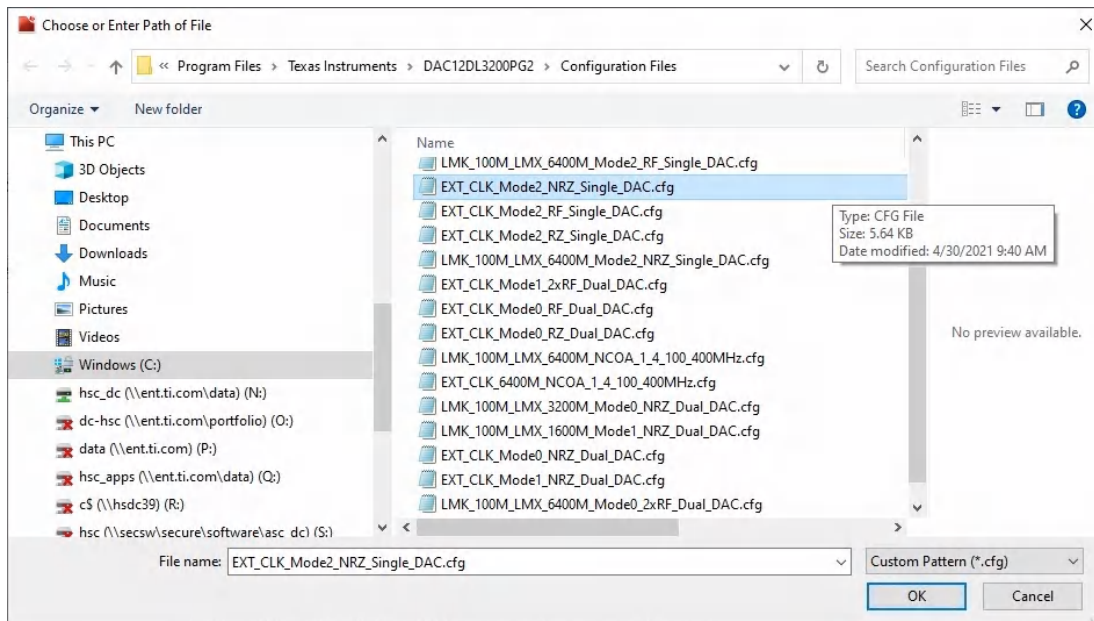 Choose or Enter Path of File
« Program Files > Texas Instruments > DAC12DL3200PG2 > Configuration Files
Search Configuration Files
Organize
New folder
This PC
3D Objects
Desktop
Documents
Downloads
Music
Pictures
Videos
Windows (C:)
hsc_dc (\\ent.ti.com\data) (N:)
dc-hsc (\\ent.ti.com\portfolio) (O:)
data (\\ent.ti.com) (P:)
hsc_apps (\\ent.ti.com\data) (Q:)
c$ (\\hsdc39) (R:)
hsc (\\secsw\secure\software\asc_dc) (S:)
Name
LMK_100M_LMX_6400M_Mode2_RF_Single_DAC.cfg
EXT_CLK_Mode2_NRZ_Single_DAC.cfg
EXT_CLK_Mode2_RF_Single_DAC.cfg
EXT_CLK_Mode2_RZ_Single_DAC.cfg
LMK_100M_LMX_6400M_Mode2_NRZ_Single_DAC.cfg
EXT_CLK_Mode1_2xRF_Dual_DAC.cfg
EXT_CLK_Mode0_RF_Dual_DAC.cfg
EXT_CLK_Mode0_RZ_Dual_DAC.cfg
LMK_100M_LMX_6400M_NCOA_1_4_100_400MHz.cfg
EXT_CLK_6400M_NCOA_1_4_100_400MHz.cfg
LMK_100M_LMX_3200M_Mode0_NRZ_Dual_DAC.cfg
LMK_100M_LMX_1600M_Mode1_NRZ_Dual_DAC.cfg
EXT_CLK_Mode0_NRZ_Dual_DAC.cfg
EXT_CLK_Mode1_NRZ_Dual_DAC.cfg
LMK_100M_LMX_6400M_Mode0_2xRF_Dual_DAC.cfg
Type: CFG File
Size: 5.64 KB
Date modified: 4/30/2021 9:40 AM
No preview available.
File name: EXT_CLK_Mode2_NRZ_Single_DAC.cfg
Custom Pattern (*.cfg)
OK
Cancel